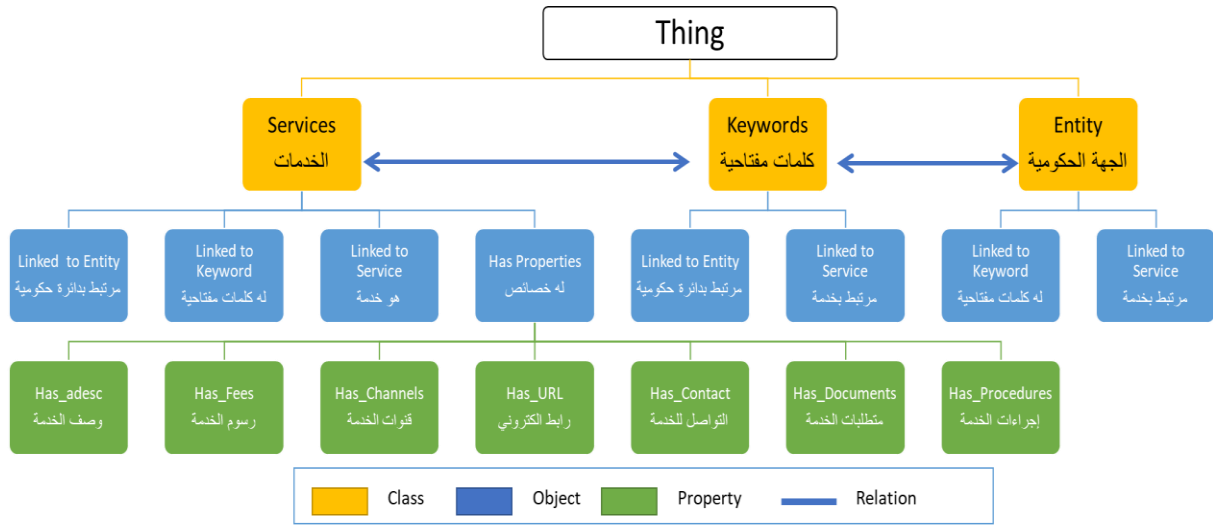 Thing
Services
الخدمات
Keywords
كلمات مفتاحية
Entity
الجهة الحكومية
Linked to Entity
مرتبط بدائرة حكومية
Linked to
Keyword
له كلمات مفتاحية
Linked to
Service
هو خدمة
Has Properties
له خصائص
Linked to Entity
مرتبط بدائرة حكومية
Linked to
Service
مرتبط بخدمة
Linked to
Keyword
له كلمات مفتاحية
Linked to
Service
مرتبط بخدمة
Has_adesc
وصف الخدمة
Has_Fees
رسوم الخدمة
Has_Channels
قنوات الخدمة
Has_URL
رابط الكتروني
Has_Contact
التواصل للخدمة
Has_Documents
متطلبات الخدمة
Has_Procedures
إجراءات الخدمة
Class
Object
Property
Relation